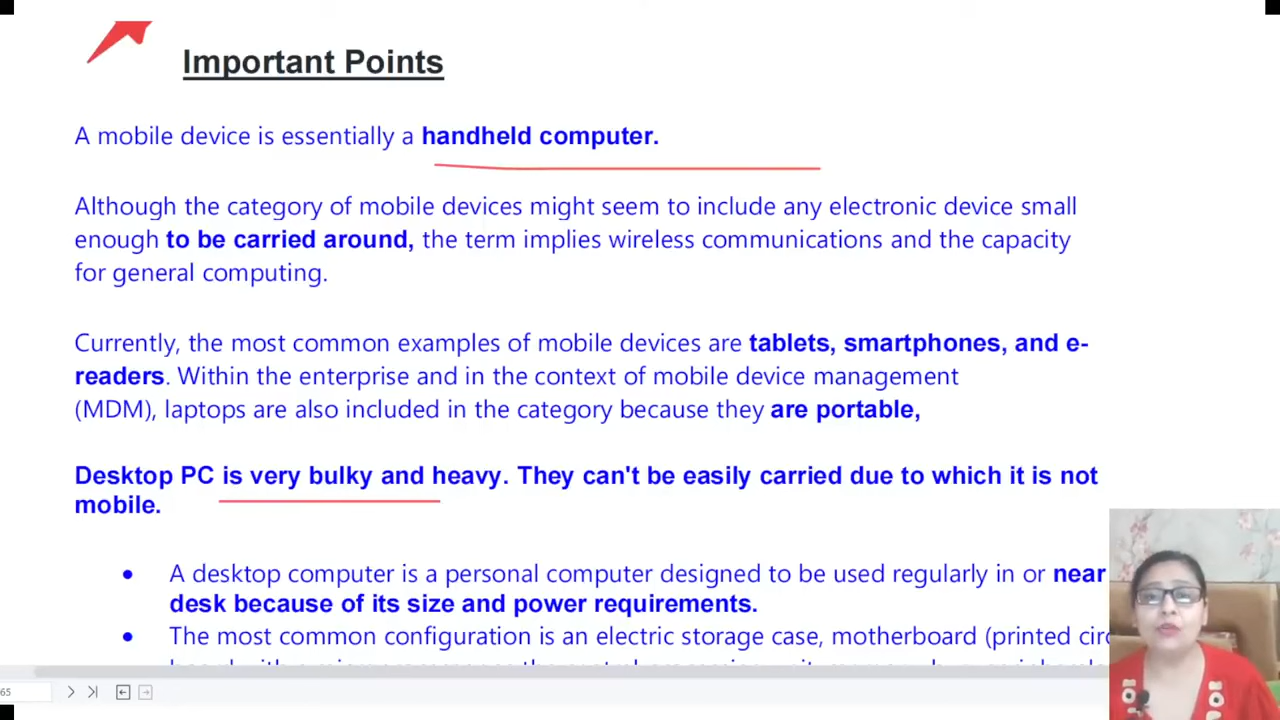 Important Points
A mobile device is essentially a handheld computer.
Although the category of mobile devices might seem to include any electronic device small
enough to be carried around, the term implies wireless communications and the capacity
for general computing.
Currently, the most common examples of mobile devices are tablets, smartphones, and e-
readers. Within the enterprise and in the context of mobile device management
(MDM), laptops are also included in the category because they are portable,
Desktop PC is very bulky and heavy. They can't be easily carried due to which it is not
mobile.
• A desktop computer is a personal computer designed to be used regularly in or near
desk because of its size and power requirements.
• The most common configuration is an electric storage case, motherboard (printed circ
65